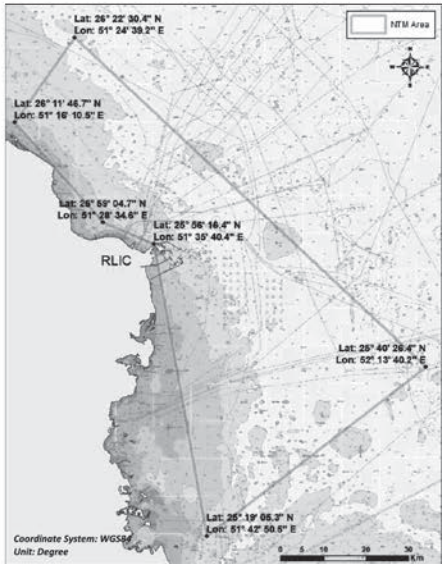 Lat: 26° 22' 30.4" N
Lon: 51° 24' 39.2" E
NTM Area
Lat: 26° 11' 46.7" N
Lon: 51° 16' 10.5" E
Lat: 25° 59' 04.7" N
Lon: 51° 28' 34.6" E
Lat: 25° 56' 16.4" N
Lon: 51° 35' 40.4" E
RLIC
Lat: 25° 40' 26.4" N
Lon: 52° 13' 40.2" E
Lat: 25° 19' 05.3" N
Lon: 51° 42' 50.5" E
Coordinate System: WGS84
Unit: Degree
0 5 10 20 30
Km